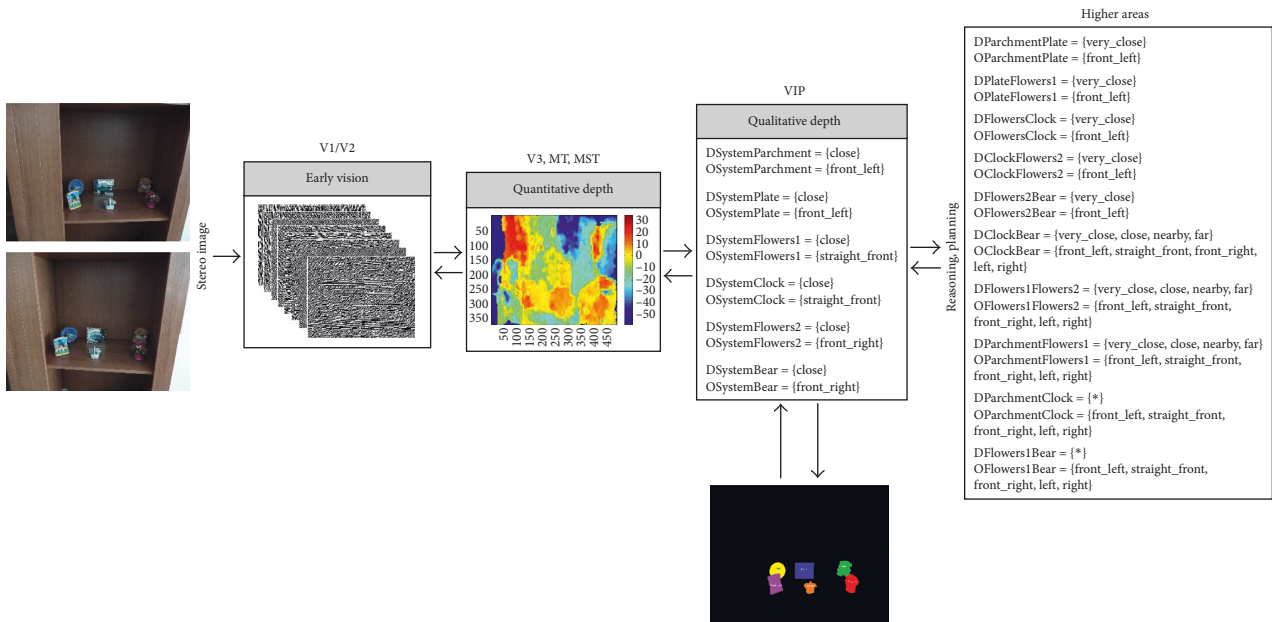 Stereo image
V1/V2
Early vision
V3, MT, MST
Quantitative depth
50
100
150
200
250
300
350
50
100
150
200
250
300
350
400
450
30
20
10
0
−10
−20
−30
−40
−50
VIP
Qualitative depth
DSystemParchment = {close}
OSystemParchment = {front_left}
DSystemPlate = {close}
OSystemPlate = {front_left}
DSystemFlowers1 = {close}
OSystemFlowers1 = {straight_front}
DSystemClock = {close}
OSystemClock = {straight_front}
DSystemFlowers2 = {close}
OSystemFlowers2 = {front_right}
DSystemBear = {close}
OSystemBear = {front_right}
Reasoning, planning
Higher areas
DParchmentPlate = {very_close}
OParchmentPlate = {front_left}
DPlateFlowers1 = {very_close}
OPlateFlowers1 = {front_left}
DFlowersClock = {very_close}
OFlowersClock = {front_left}
DClockFlowers2 = {very_close}
OClockFlowers2 = {front_left}
DFlowers2Bear = {very_close}
OFlowers2Bear = {front_left}
DClockBear = {very_close, close, nearby, far}
OClockBear = {front_left, straight_front, front_right,
left, right}
DFlowers1Flowers2 = {very_close, close, nearby, far}
OFlowers1Flowers2 = {front_left, straight_front,
front_right, left, right}
DParchmentFlowers1 = {very_close, close, nearby, far}
OParchmentFlowers1 = {front_left, straight_front,
front_right, left, right}
DParchmentClock = {*}
OParchmentClock = {front_left, straight_front,
front_right, left, right}
DFlowers1Bear = {*}
OFlowers1Bear = {front_left, straight_front,
front_right, left, right}